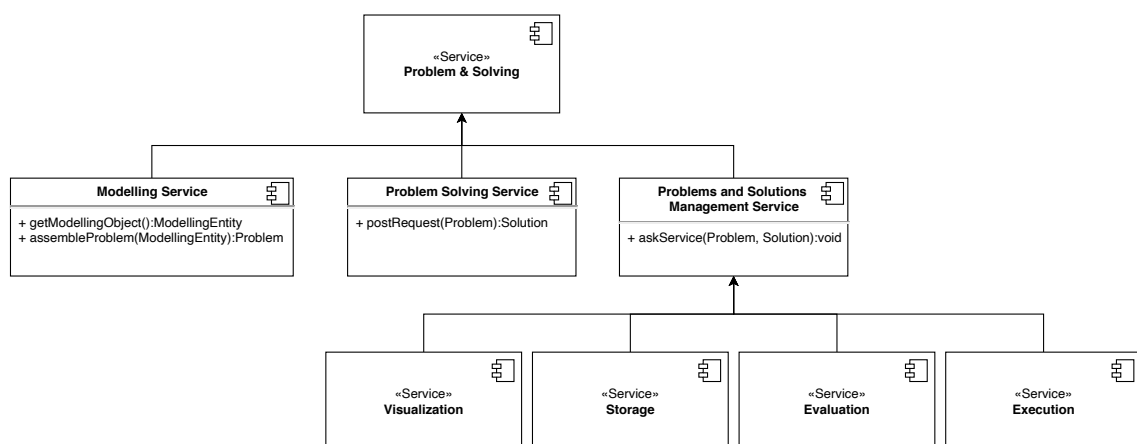 «Service»
Problem & Solving
Modelling Service
+ getModellingObject():ModellingEntity
+ assembleProblem(ModellingEntity):Problem
Problem Solving Service
+ postRequest(Problem):Solution
Problems and Solutions
Management Service
+ askService(Problem, Solution):void
«Service»
Visualization
«Service»
Storage
«Service»
Evaluation
«Service»
Execution